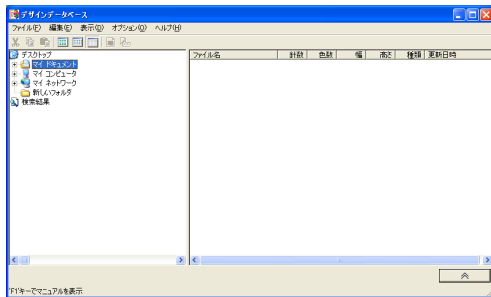 デザインデータベース
ファイル(F) 編集(E) 表示(D) オプション(O) ヘルプ(H)
デスクトップ
マイ ドキュメント
マイ コンピュータ
マイ ネットワーク
新しいフォルダ
検索結果
ファイル名 針数 色数 幅 高さ 種類 更新日時
'F1'キーでマニュアルを表示